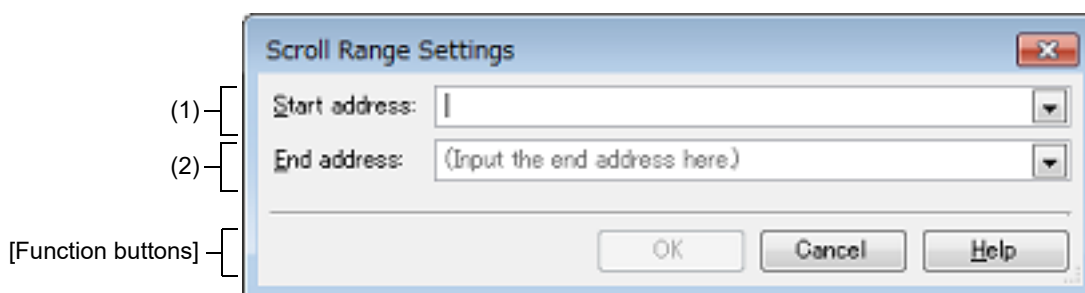 Scroll Range Settings
(1) Start address:
(2) End address: (Input the end address here.)
[Function buttons] OK Cancel Help